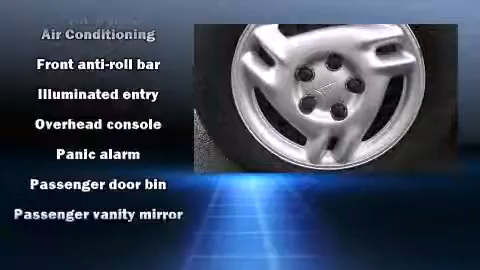 Air Conditioning
Front anti-roll bar
Illuminated entry
Overhead console
Panic alarm
Passenger door bin
Passenger vanity mirror